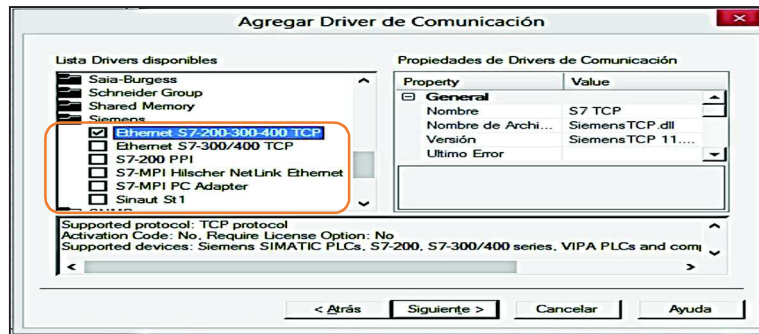 Agregar Driver de Comunicación
Lista Drivers disponibles
Saia-Burgess
Schneider Group
Shared Memory
Siemens
Ethernet S7-200-300-400 TCP
Ethernet S7-300/400 TCP
S7-200 PPI
S7-MPI Hilscher NetLink Ethernet
S7-MPI PC Adapter
Sinaut St1
Propiedades de Drivers de Comunicación
Property Value
General
Nombre S7 TCP
Nombre de Archi... SiemensTCP.dll
Versión SiemensTCP 11....
Ultimo Error
Supported protocol: TCP protocol
Activation Code: No, Require License Option: No
Supported devices: Siemens SIMATIC PLCs, S7-200, S7-300/400 series, VIPA PLCs and
< Atrás Siguiente > Cancelar Ayuda